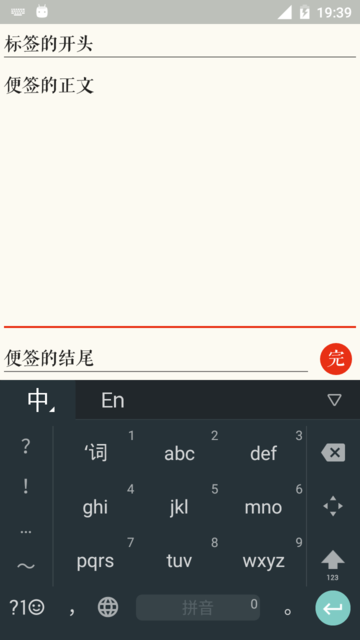 19:39
标签的开头
便签的正文
便签的结尾
完
中 En
? '词 1 abc 2 def 3
!
ghi 4 jkl 5 mno 6
…
～ pqrs 7 tuv 8 wxyz 9
123
?1☺ , 拼音 0 。